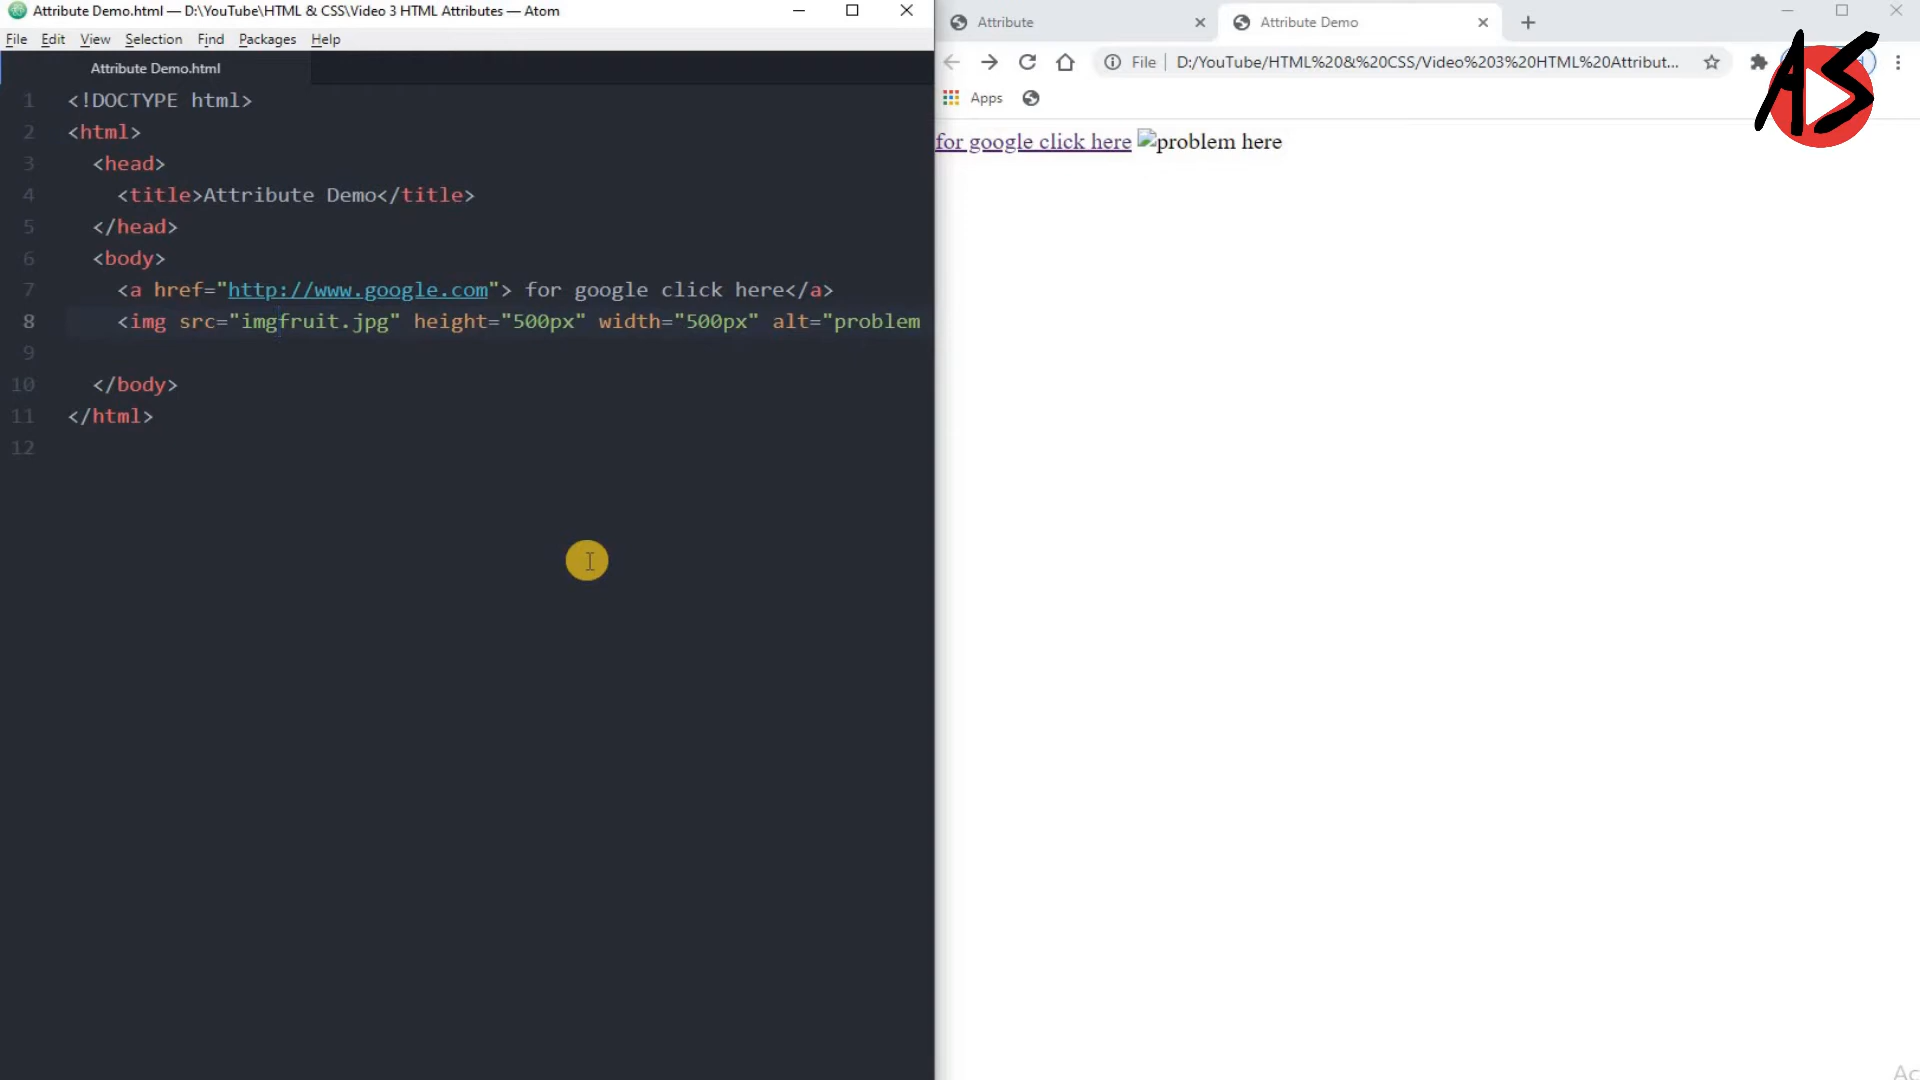 Attribute Demo.html — D:\YouTube\HTML & CSS\Video 3 HTML Attributes — Atom
File Edit View Selection Find Packages Help
Attribute Demo.html
1 <!DOCTYPE html>
2 <html>
3 <head>
4 <title>Attribute Demo</title>
5 </head>
6 <body>
7 <a href="http://www.google.com"> for google click here</a>
8 <img src="imgfruit.jpg" height="500px" width="500px" alt="problem
9
10 </body>
11 </html>
12
Attribute
Attribute Demo
File D:/YouTube/HTML%20&%20CSS/Video%203%20HTML%20Attribut...
Apps
AS
for google click here problem here
Ac